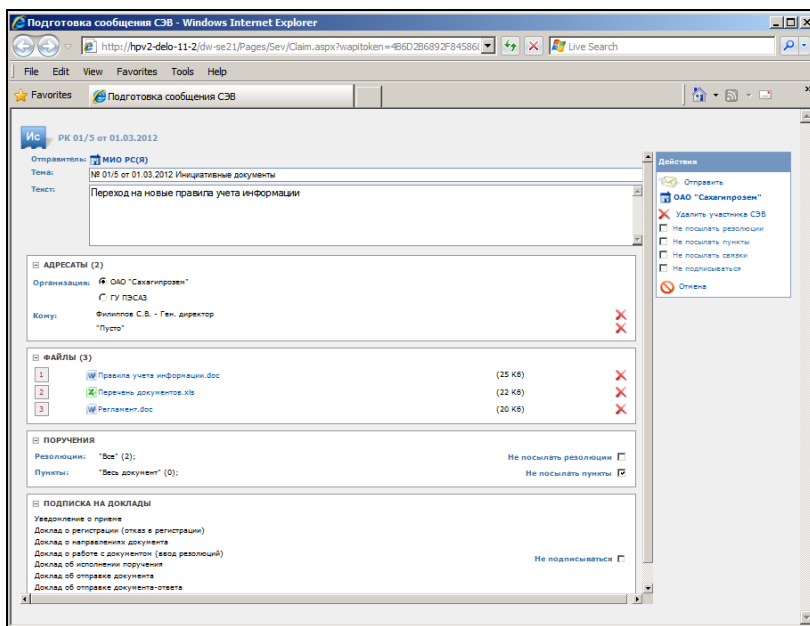 Подготовка сообщения СЭВ - Windows Internet Explorer
http://hpv2-delo-11-2/dw-se21/Pages/Sev/Claim.aspx?wapitoken=4B6D2B6892F84586
Live Search
File Edit View Favorites Tools Help
Favorites Подготовка сообщения СЭВ
Ис РК 01/5 от 01.03.2012
Отправитель: МИО РС(Я)
Тема: № 01/5 от 01.03.2012 Инициативные документы
Текст: Переход на новые правила учета информации
АДРЕСАТЫ (2)
Организация: ОАО "Сахагипрозем"
ГУ ПЭСАЗ
Кому: Филиппов С.В. - Ген. директор
"Пусто"
ФАЙЛЫ (3)
1 Правила учета информации.doc (25 Кб)
2 Перечень документов.xls (22 Кб)
3 Регламент.doc (20 Кб)
ПОРУЧЕНИЯ
Резолюции: "Все" (2); Не посылать резолюции
Пункты: "Весь документ" (0); Не посылать пункты
ПОДПИСКА НА ДОКЛАДЫ
Уведомление о приеме
Доклад о регистрации (отказ в регистрации)
Доклад о направлениях документа
Доклад о работе с документом (ввод резолюций)
Доклад об исполнении поручения Не подписываться
Доклад об отправке документа
Доклад об отправке документа-ответа
Действия
Отправить
ОАО "Сахагипрозем"
Удалить участника СЭВ
Не посылать резолюции
Не посылать пункты
Не посылать связки
Не подписываться
Отмена